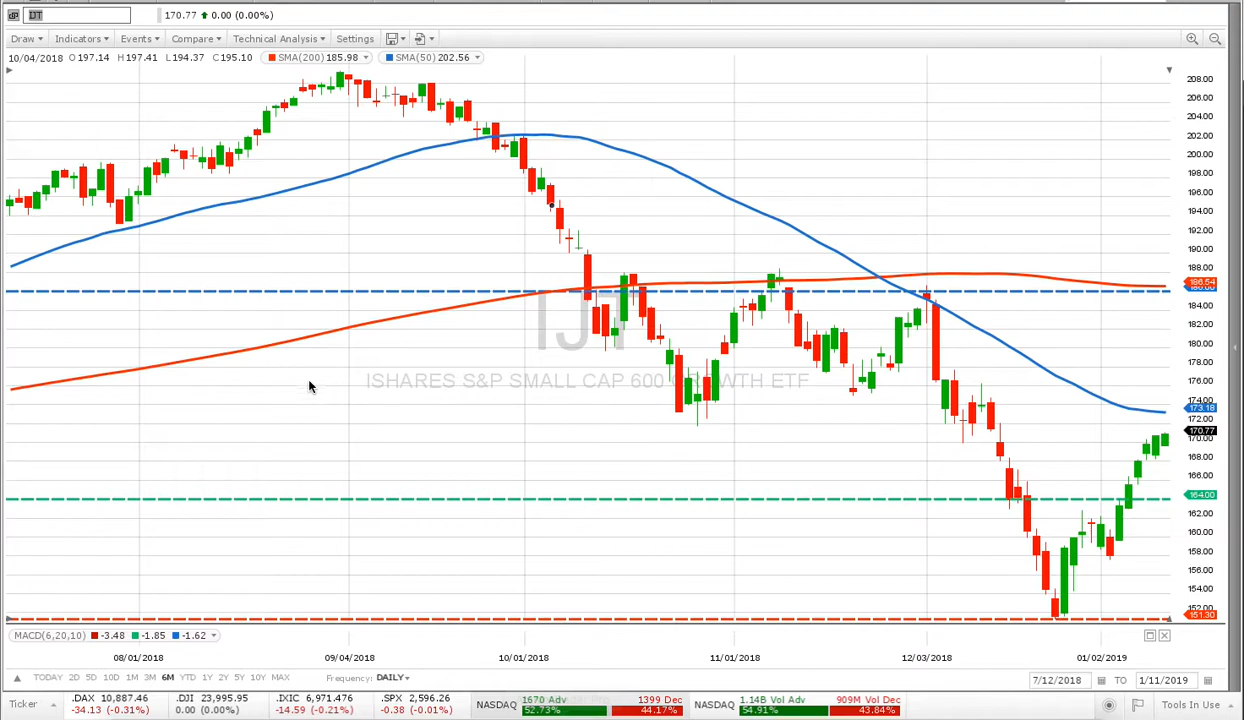 IJT
170.77 0.00 (0.00%)
Draw Indicators Events Compare Technical Analysis Settings
10/04/2018 O 197.14 H 197.41 L 194.37 C 195.10 SMA(200) 185.98 SMA(50) 202.56
208.00
206.00
204.00
202.00
200.00
198.00
196.00
194.00
192.00
190.00
188.00
186.54
184.00
182.00
180.00
178.00
176.00
174.00
173.18
172.00
170.77
170.00
168.00
166.00
164.00
162.00
160.00
158.00
156.00
154.00
152.00
151.30
IJT
ISHARES S&P SMALL CAP 600 GROWTH ETF
MACD(6,20,10) -3.48 -1.85 -1.62
08/01/2018 09/04/2018 10/01/2018 11/01/2018 12/03/2018 01/02/2019
TODAY 2D 5D 10D 1M 3M 6M YTD 1Y 2Y 5Y 10Y MAX Frequency: DAILY 7/12/2018 TO 1/11/2019
Ticker .DAX 10,887.46 .DJI 23,995.95 .IXIC 6,971.476 .SPX 2,596.26 NASDAQ 1670 Adv 1399 Dec NASDAQ 1.14B Vol Adv 909M Vol Dec Tools In Use
-34.13 (-0.31%) 0.00 (0.00%) -14.59 (-0.21%) -0.38 (-0.01%) 52.73% 44.17% 54.91% 43.84%